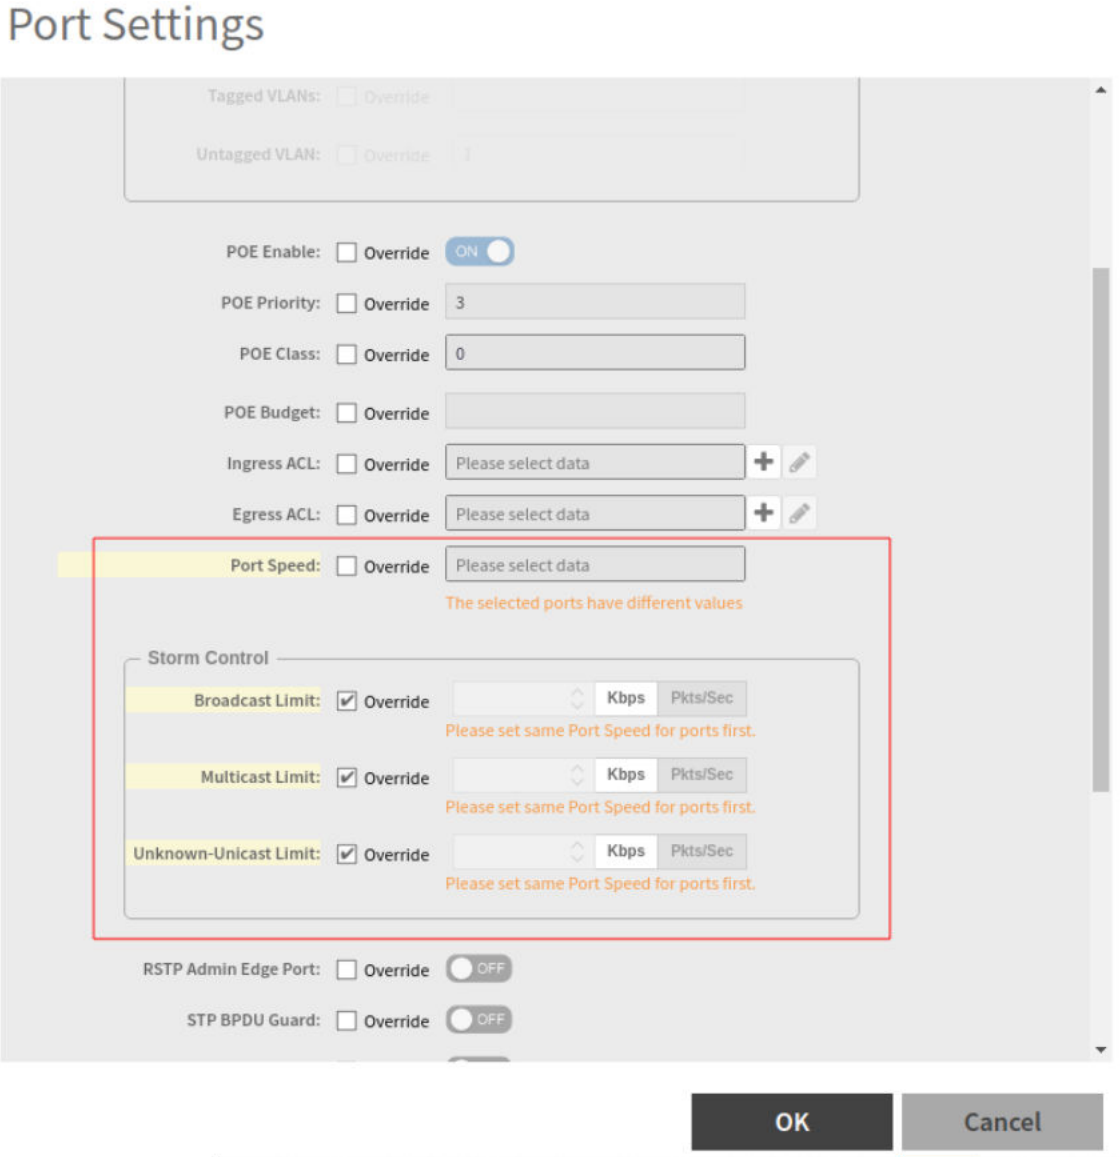 Port Settings
Tagged VLANs: Override
Untagged VLAN: Override 1
POE Enable: Override ON
POE Priority: Override 3
POE Class: Override 0
POE Budget: Override
Ingress ACL: Override Please select data
Egress ACL: Override Please select data
Port Speed: Override Please select data
The selected ports have different values
Storm Control
Broadcast Limit: Override Kbps Pkts/Sec
Please set same Port Speed for ports first.
Multicast Limit: Override Kbps Pkts/Sec
Please set same Port Speed for ports first.
Unknown-Unicast Limit: Override Kbps Pkts/Sec
Please set same Port Speed for ports first.
RSTP Admin Edge Port: Override OFF
STP BPDU Guard: Override OFF
OK Cancel